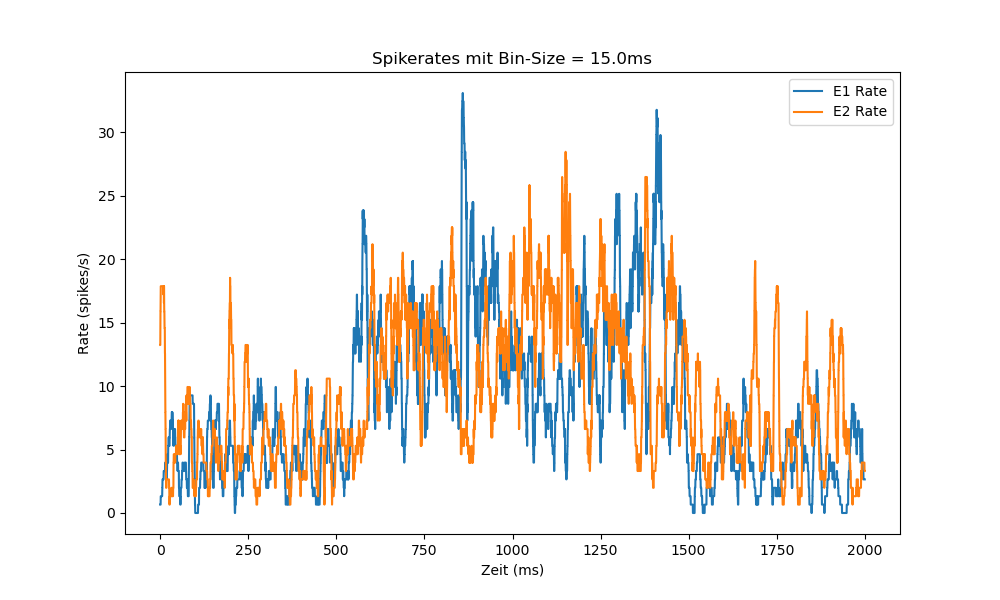 Spikerates mit Bin-Size = 15.0ms
E1 Rate
E2 Rate
Rate (spikes/s)
30
25
20
15
10
5
0
0 250 500 750 1000 1250 1500 1750 2000
Zeit (ms)